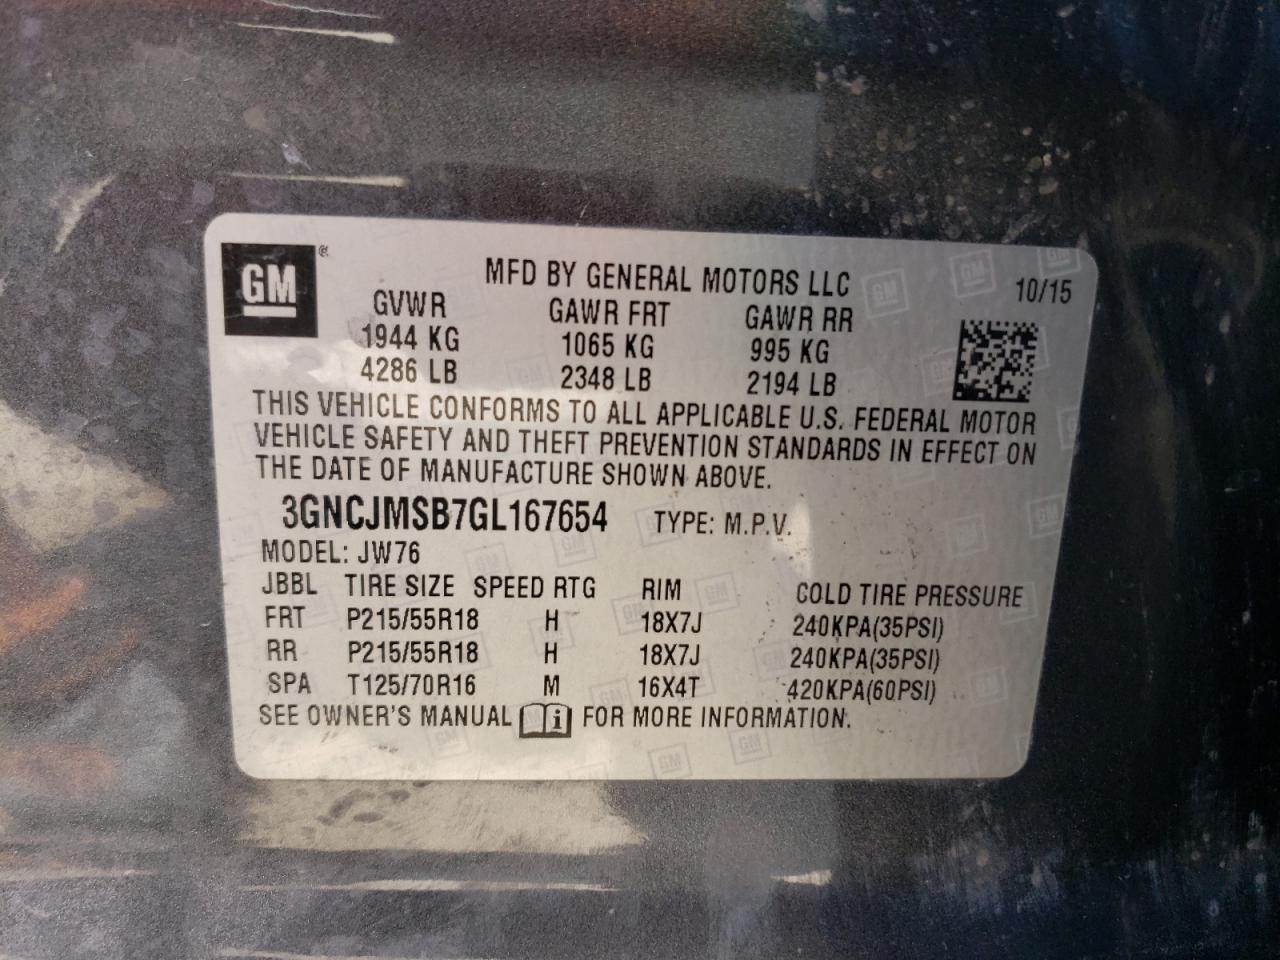 GM ®
MFD BY GENERAL MOTORS LLC 10/15
GVWR GAWR FRT GAWR RR
1944 KG 1065 KG 995 KG
4286 LB 2348 LB 2194 LB
THIS VEHICLE CONFORMS TO ALL APPLICABLE U.S. FEDERAL MOTOR
VEHICLE SAFETY AND THEFT PREVENTION STANDARDS IN EFFECT ON
THE DATE OF MANUFACTURE SHOWN ABOVE.
3GNCJMSB7GL167654 TYPE: M.P.V.
MODEL: JW76
JBBL TIRE SIZE SPEED RTG RIM COLD TIRE PRESSURE
FRT P215/55R18 H 18X7J 240KPA(35PSI)
RR P215/55R18 H 18X7J 240KPA(35PSI)
SPA T125/70R16 M 16X4T 420KPA(60PSI)
SEE OWNER'S MANUAL i FOR MORE INFORMATION.